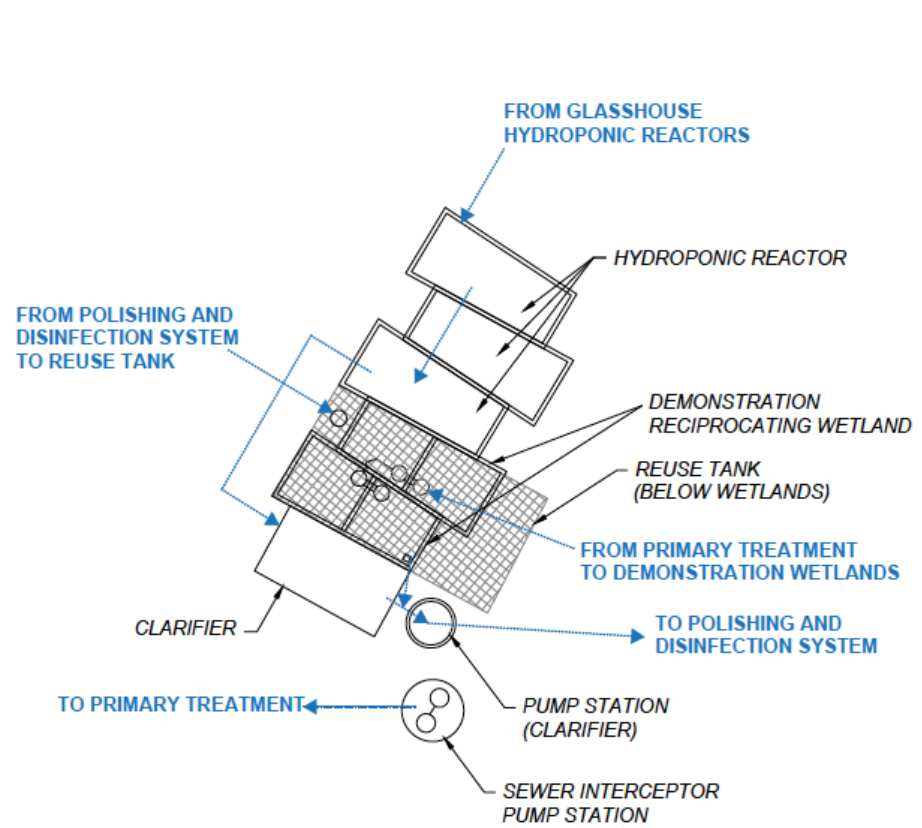 FROM GLASSHOUSE
HYDROPONIC REACTORS
HYDROPONIC REACTOR
FROM POLISHING AND
DISINFECTION SYSTEM
TO REUSE TANK
DEMONSTRATION
RECIPROCATING WETLAND
REUSE TANK
(BELOW WETLANDS)
FROM PRIMARY TREATMENT
TO DEMONSTRATION WETLANDS
CLARIFIER
TO POLISHING AND
DISINFECTION SYSTEM
TO PRIMARY TREATMENT
PUMP STATION
(CLARIFIER)
SEWER INTERCEPTOR
PUMP STATION